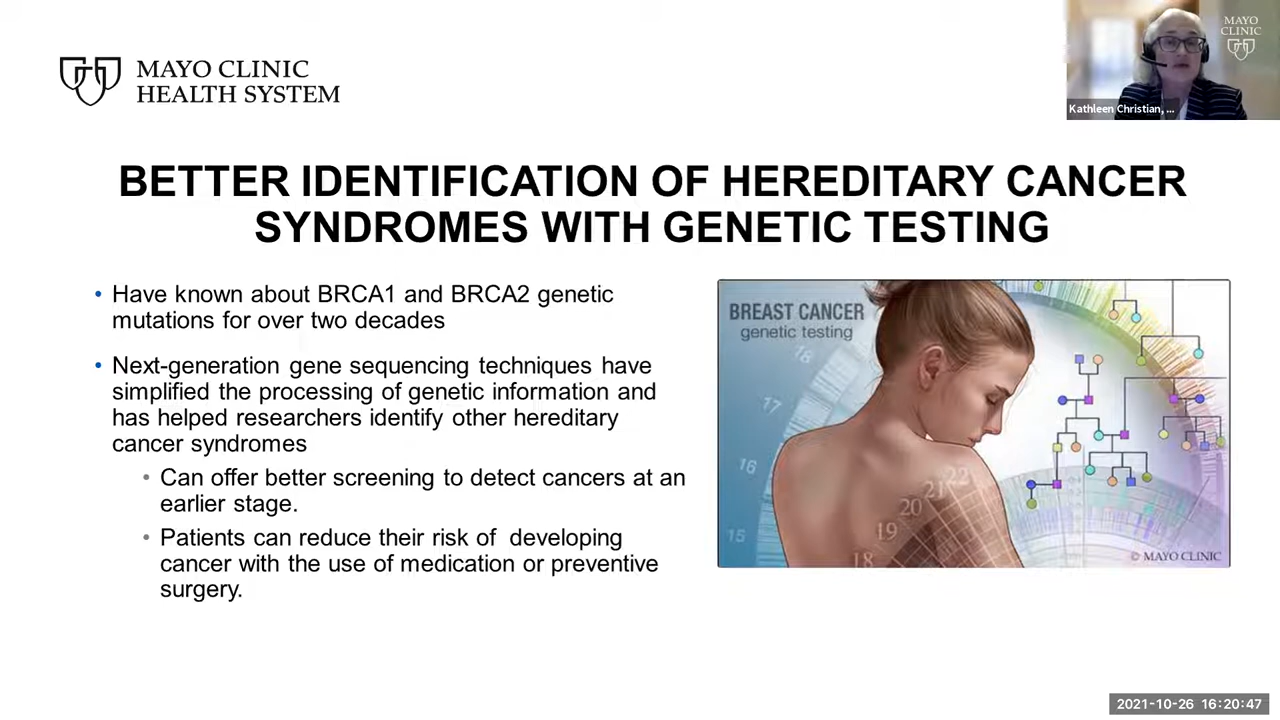 MAYO CLINIC
HEALTH SYSTEM
MAYO
CLINIC
Kathleen Christian, ...
BETTER IDENTIFICATION OF HEREDITARY CANCER
SYNDROMES WITH GENETIC TESTING
• Have known about BRCA1 and BRCA2 genetic
mutations for over two decades
• Next-generation gene sequencing techniques have
simplified the processing of genetic information and
has helped researchers identify other hereditary
cancer syndromes
• Can offer better screening to detect cancers at an
earlier stage.
• Patients can reduce their risk of developing
cancer with the use of medication or preventive
surgery.
BREAST CANCER
genetic testing
18
17
16
15
22
21
20
19
18
© MAYO CLINIC
2021-10-26 16:20:47